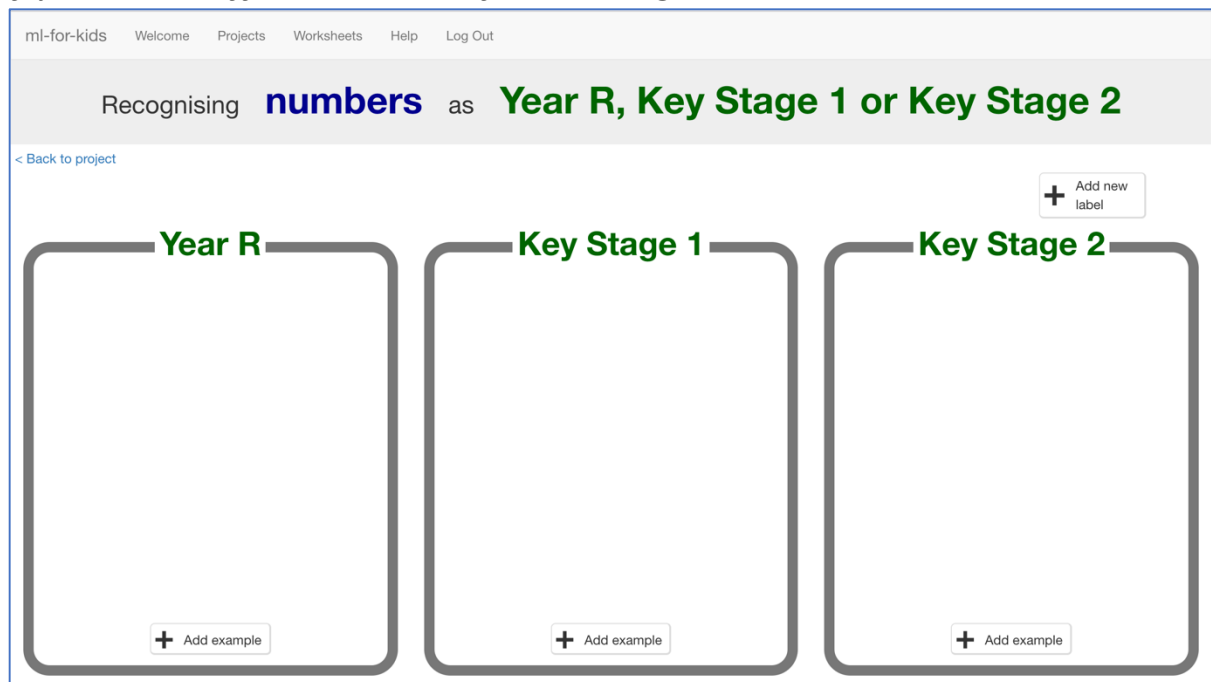 ml-for-kids Welcome Projects Worksheets Help Log Out
Recognising numbers as Year R, Key Stage 1 or Key Stage 2
< Back to project
Add new
label
Year R Key Stage 1 Key Stage 2
Add example Add example Add example